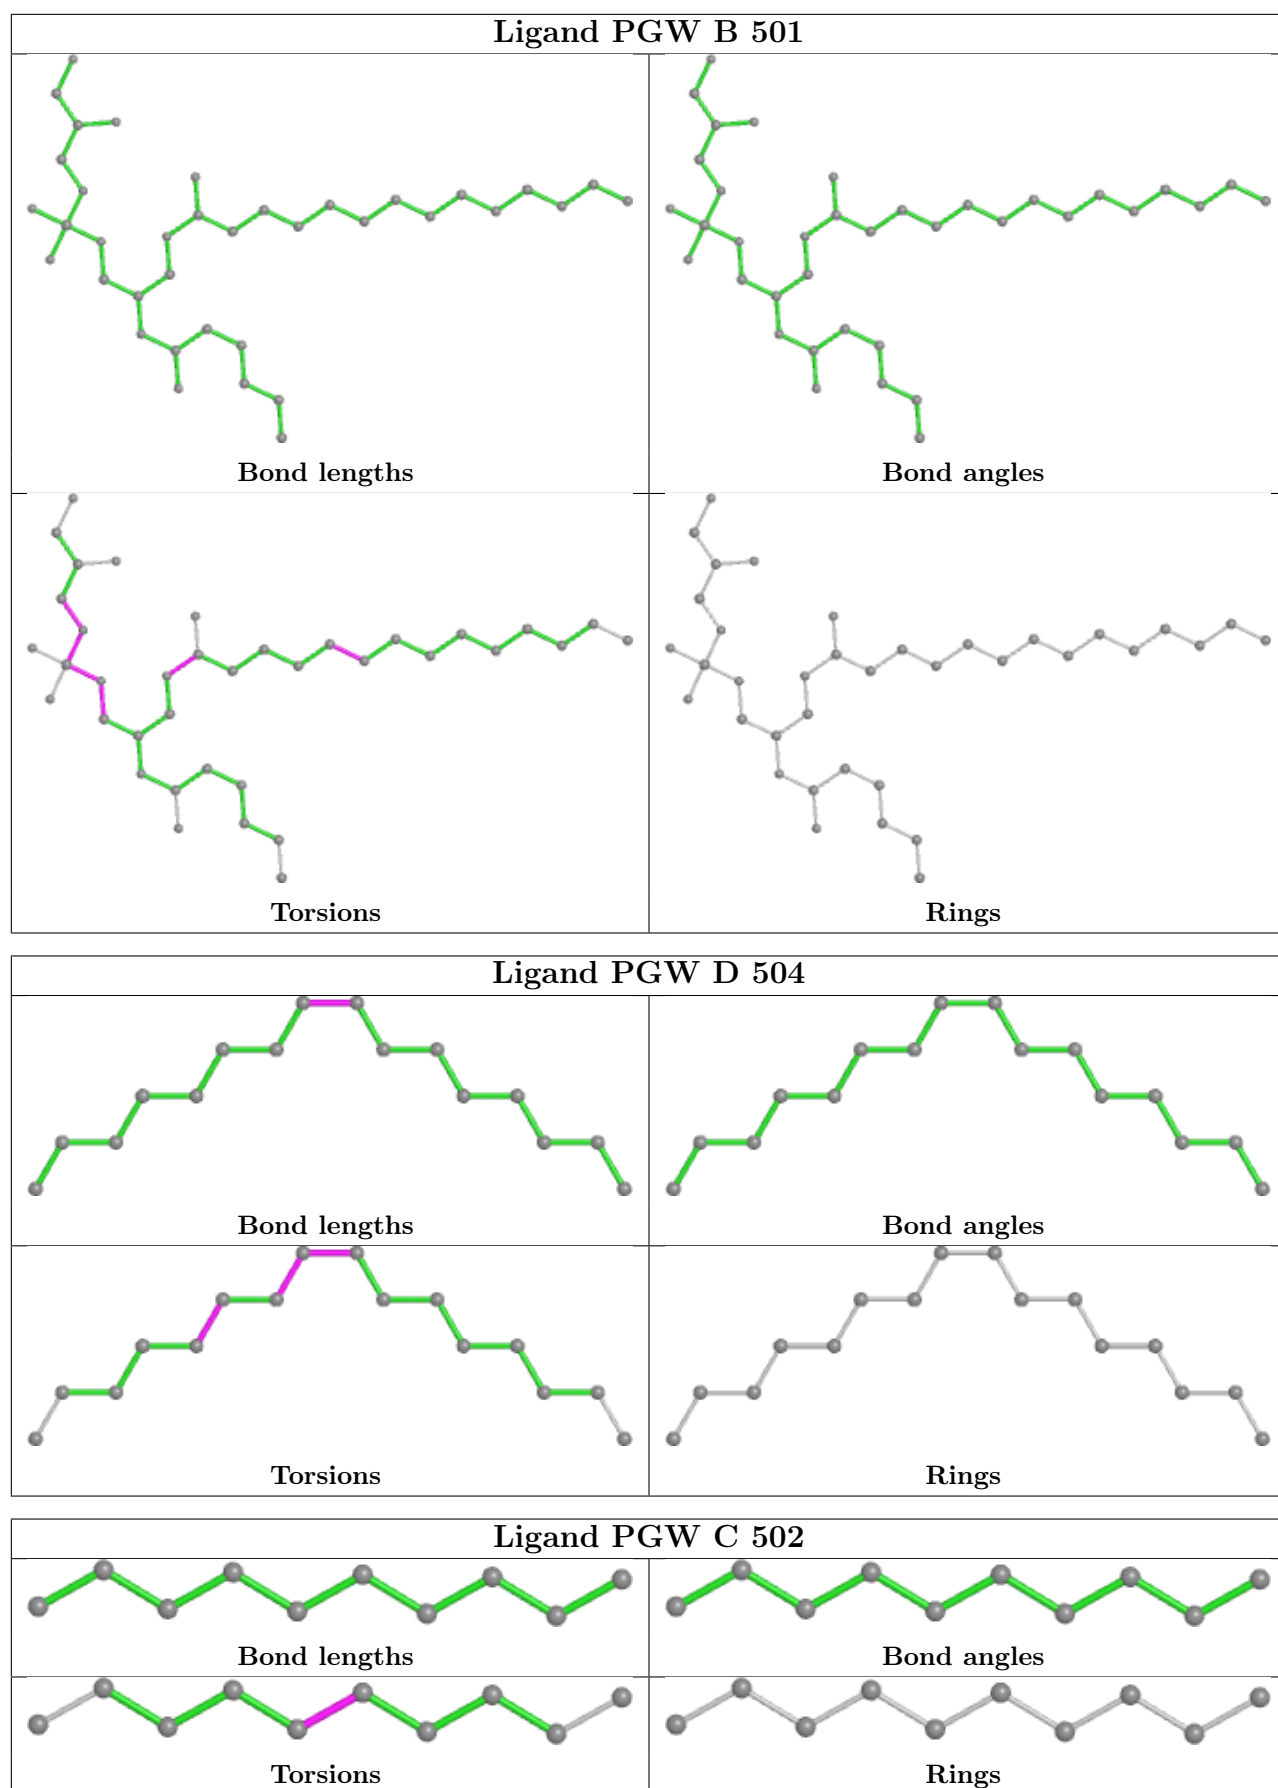 Ligand PGW B 501
Bond lengths
Bond angles
Torsions
Rings
Ligand PGW D 504
Bond lengths
Bond angles
Torsions
Rings
Ligand PGW C 502
Bond lengths
Bond angles
Torsions
Rings